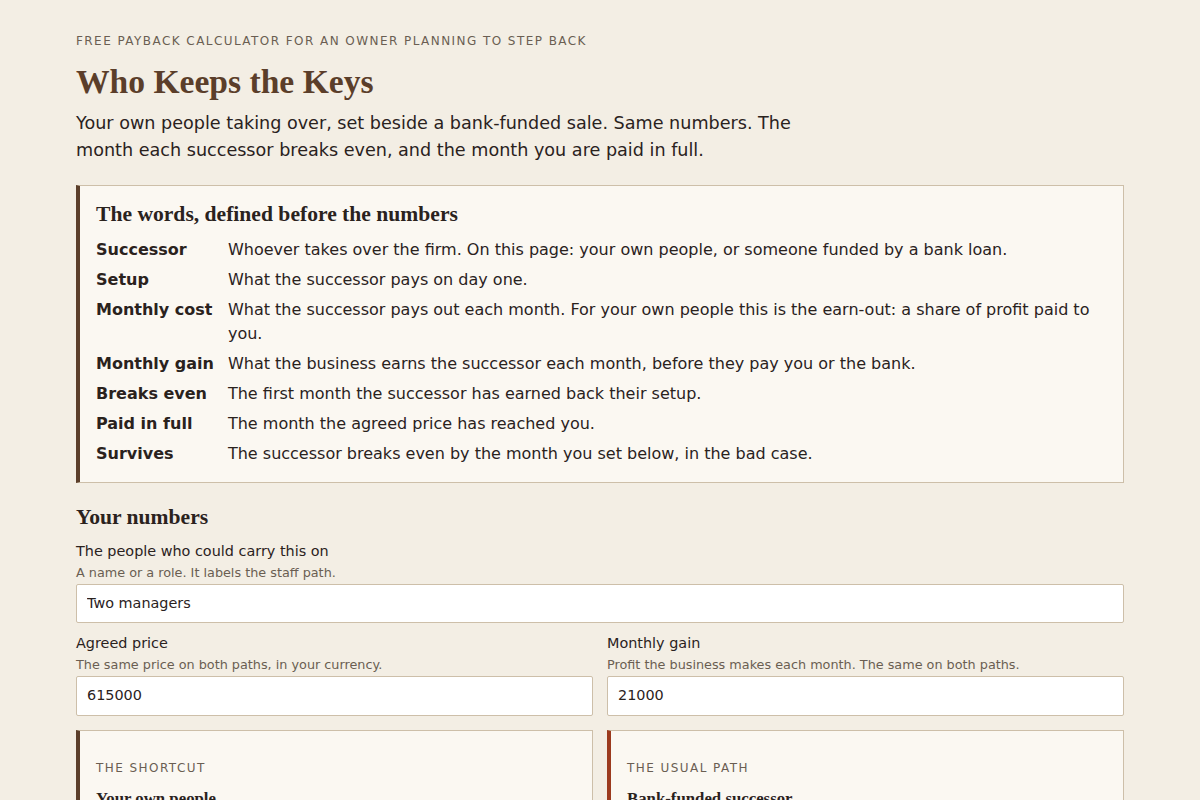 FREE PAYBACK CALCULATOR FOR AN OWNER PLANNING TO STEP BACK
Who Keeps the Keys
Your own people taking over, set beside a bank-funded sale. Same numbers. The
month each successor breaks even, and the month you are paid in full.
The words, defined before the numbers
Successor Whoever takes over the firm. On this page: your own people, or someone funded by a bank loan.
Setup What the successor pays on day one.
Monthly cost What the successor pays out each month. For your own people this is the earn-out: a share of profit paid to
you.
Monthly gain What the business earns the successor each month, before they pay you or the bank.
Breaks even The first month the successor has earned back their setup.
Paid in full The month the agreed price has reached you.
Survives The successor breaks even by the month you set below, in the bad case.
Your numbers
The people who could carry this on
A name or a role. It labels the staff path.
Two managers
Agreed price
The same price on both paths, in your currency.
615000
Monthly gain
Profit the business makes each month. The same on both paths.
21000
THE SHORTCUT
Your own people
THE USUAL PATH
Bank-funded successor